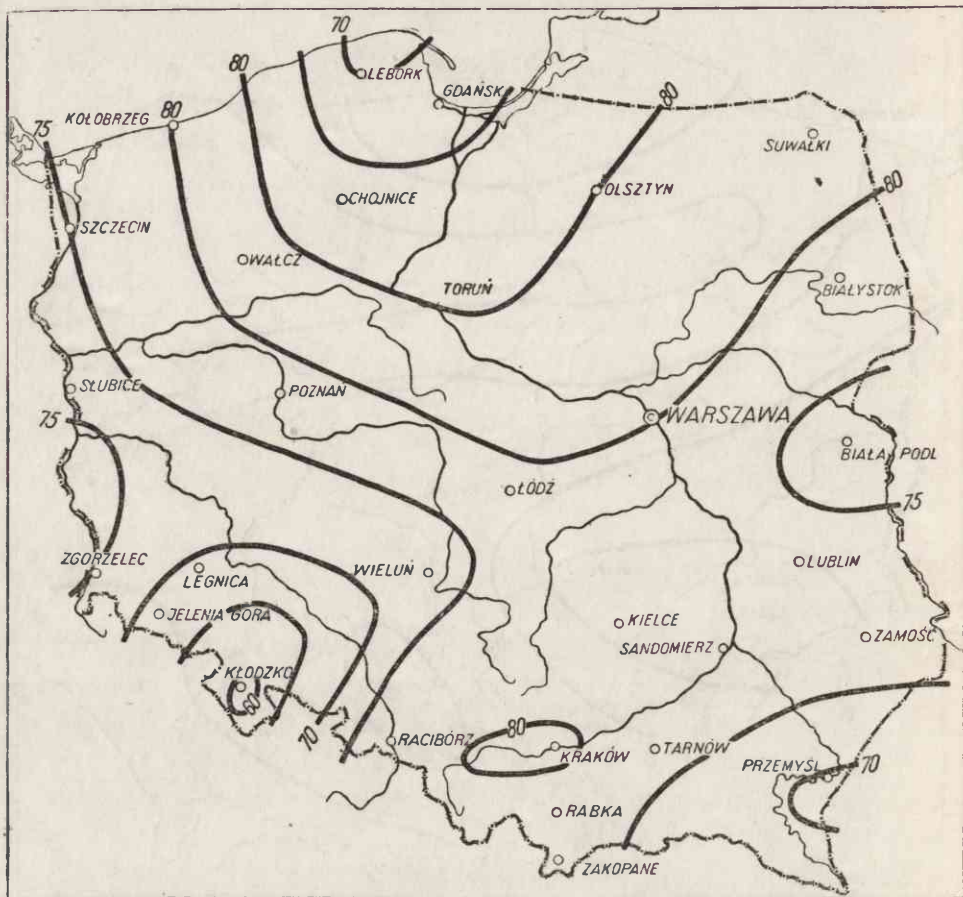 70
LEBORK
80
GDAŃSK
80
KOŁOBRZEG
75
80
SUWAŁKI
CHOJNICE
OLSZTYN
80
SZCZECIN
WAŁCZ
TORUŃ
BIAŁYSTOK
SŁUBICE
POZNAŃ
75
WARSZAWA
BIAŁA PODL
ŁÓDŹ
75
ZGORZELEC
LEGNICA
WIELUŃ
LUBLIN
JELENIA GÓRA
KIELCE
ZAMOŚĆ
SANDOMIERZ
KŁODZKO
60
70
80
RACIBÓRZ
KRAKÓW
TARNÓW
PRZEMYŚL
70
RABKA
ZAKOPANE